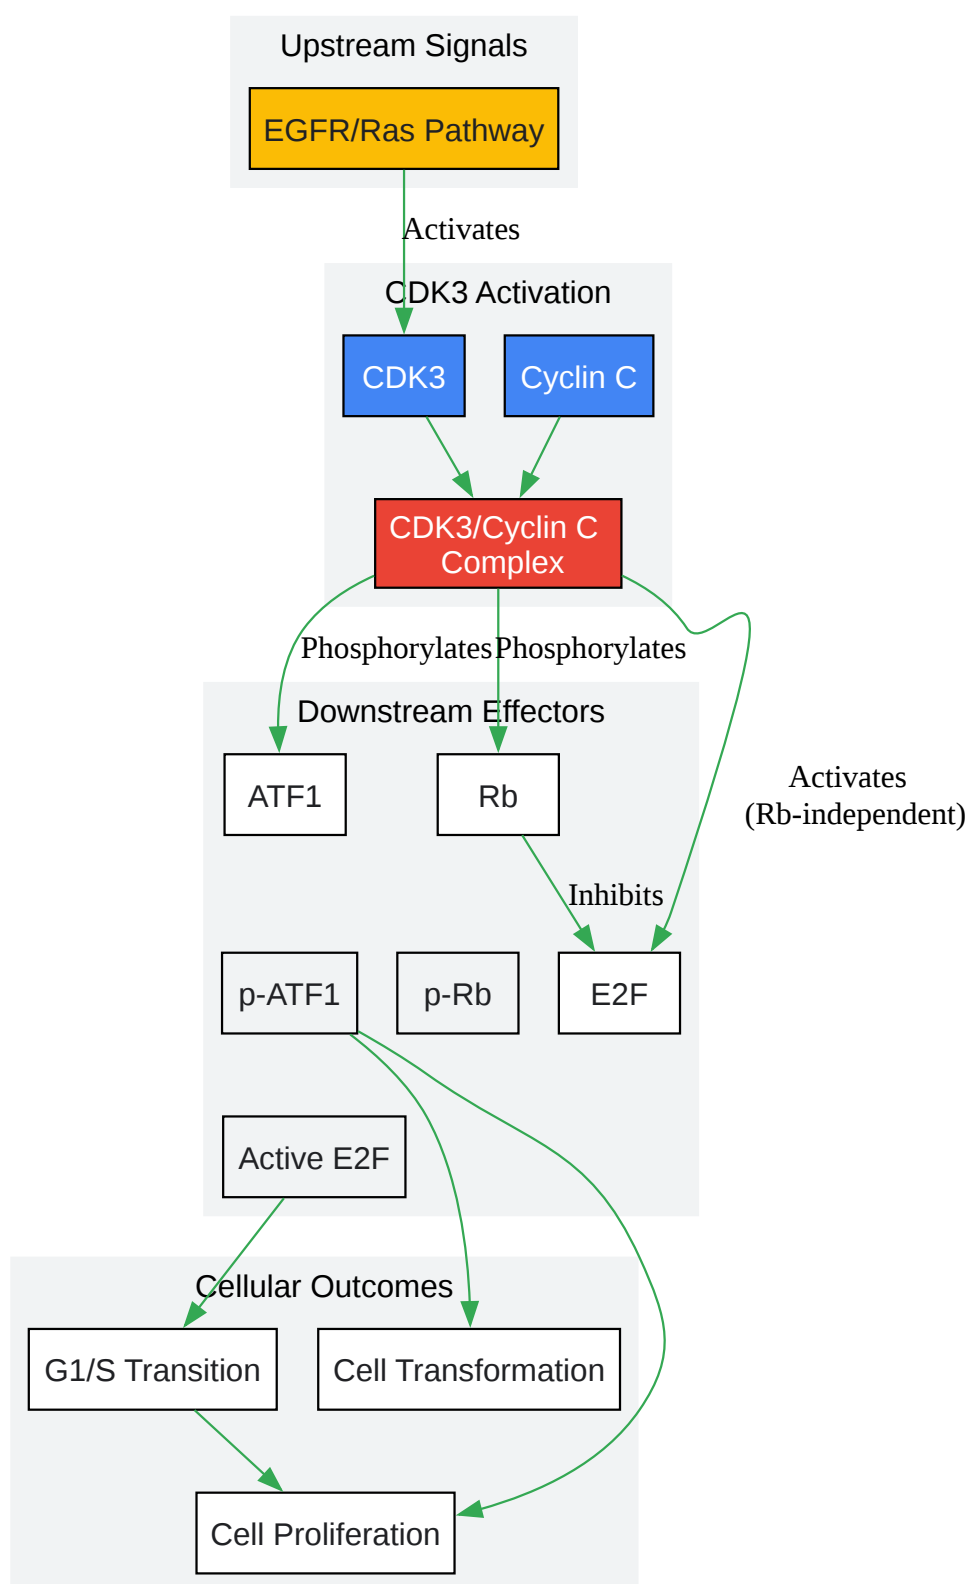 Upstream Signals
EGFR/Ras Pathway
Activates
CDK3 Activation
CDK3
Cyclin C
CDK3/Cyclin C
Complex
Phosphorylates
Phosphorylates
Downstream Effectors
ATF1
Rb
Activates
(Rb-independent)
Inhibits
p-ATF1
p-Rb
E2F
Active E2F
Cellular Outcomes
G1/S Transition
Cell Transformation
Cell Proliferation